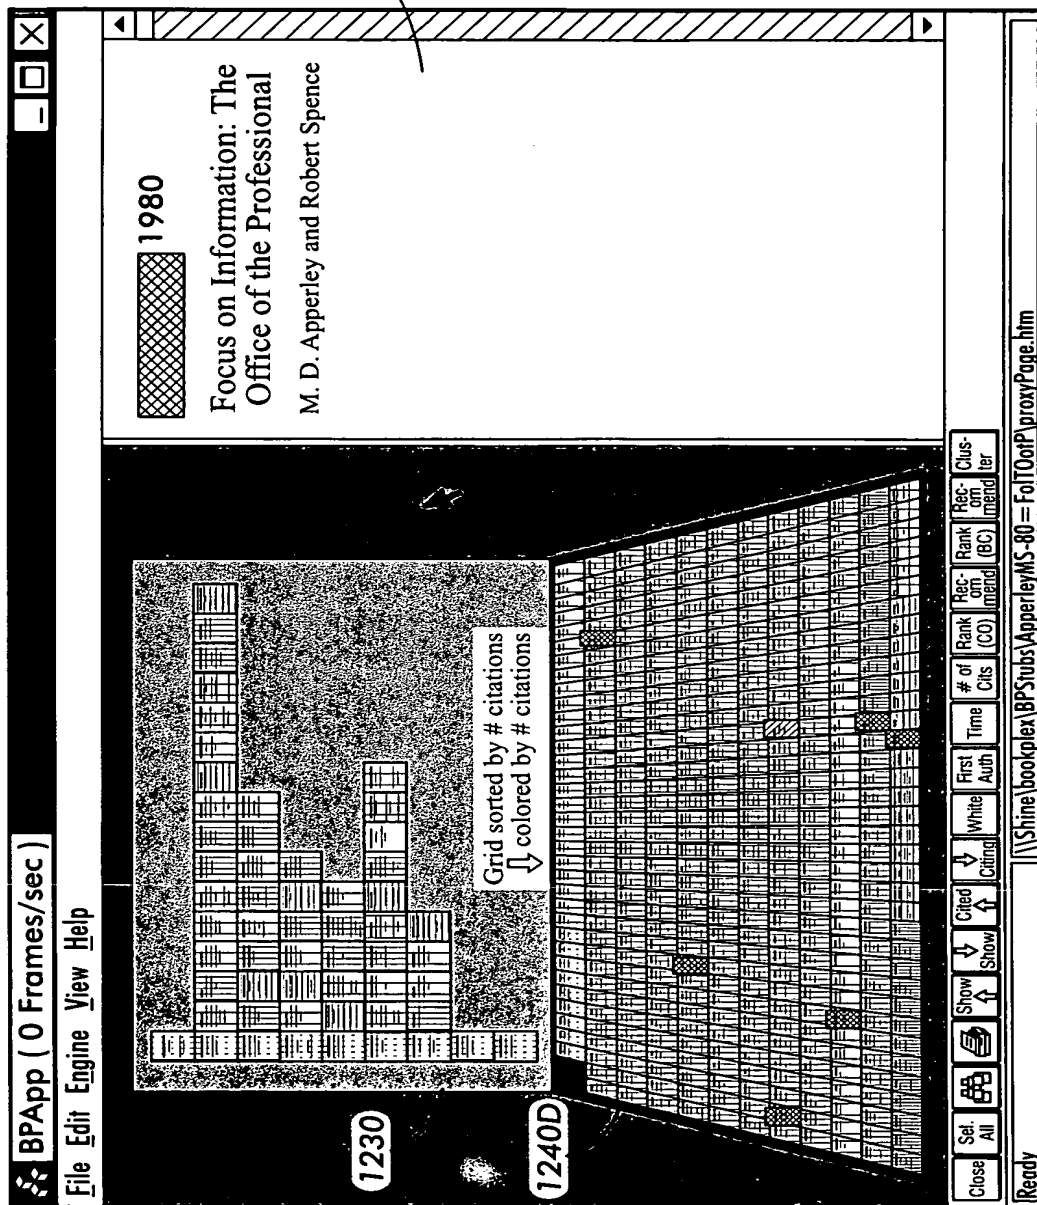 BPApp ( 0 Frames/sec )
File Edit Engine View Help
1230
1240D
Grid sorted by # citations
⇩ colored by # citations
1980
Focus on Information: The
Office of the Professional
M. D. Apperley and Robert Spence
Close
Sel.
All
Show
⇧
⇩
Show
Cited
⇧
⇩
Citing
White
First
Auth
Time
# of
Cits
Rank
(CO)
Rec-
om
mend
Rank
(BC)
Rec-
om
mend
Clus-
ter
Ready
\\Shine\bookplex\BPStubs\ApperleyMS-80=FoITOotP\proxyPage.htm